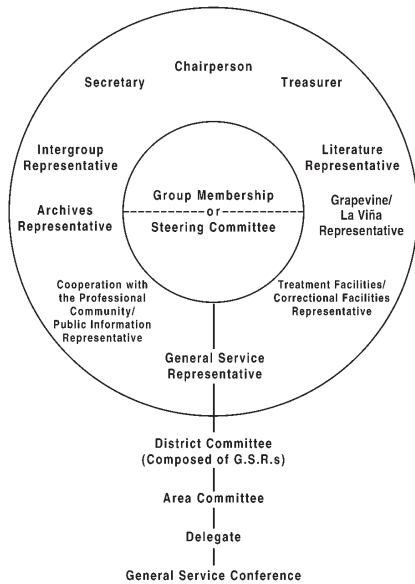 Chairperson
Secretary
Treasurer
Intergroup
Representative
Literature
Representative
Archives
Representative
Grapevine/
La Viña
Representative
Group Membership
or
Steering Committee
Cooperation with
the Professional
Community/
Public Information
Representative
Treatment Facilities/
Correctional Facilities
Representative
General Service
Representative
District Committee
(Composed of G.S.R.s)
Area Committee
Delegate
General Service Conference